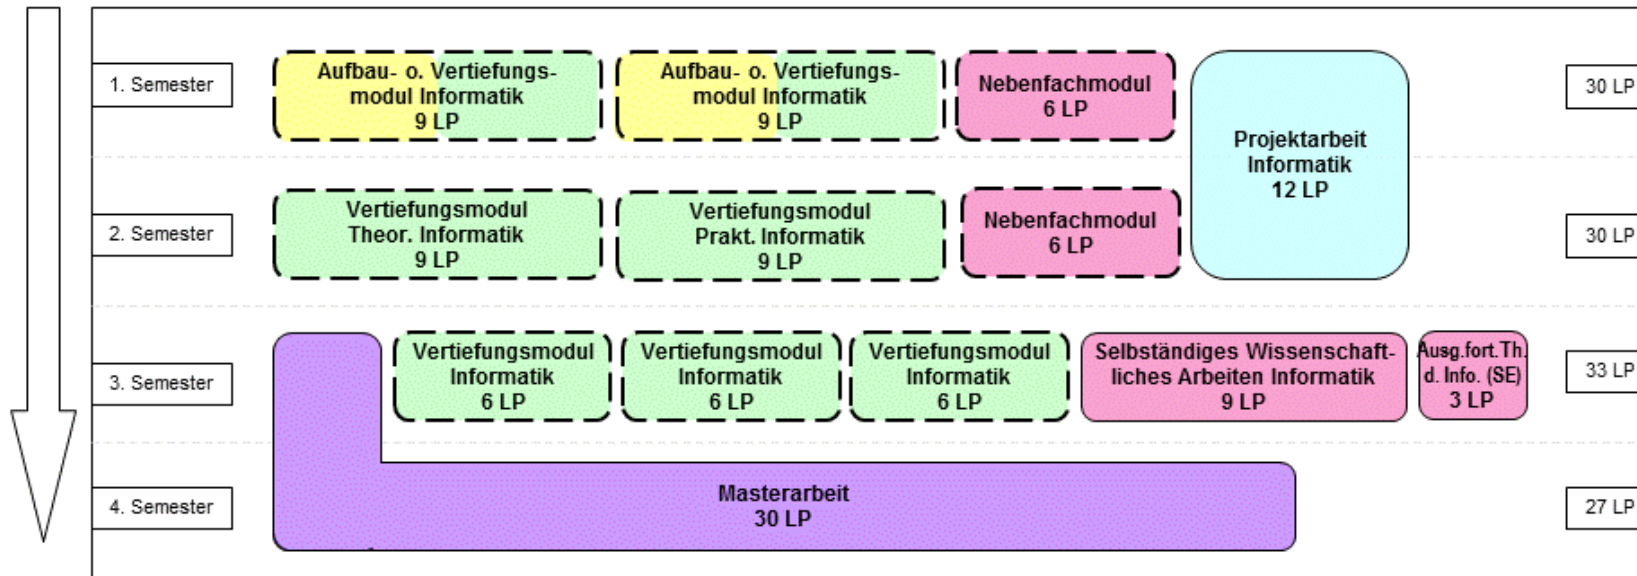 1. Semester
Aufbau- o. Vertiefungs-
modul Informatik
9 LP
Aufbau- o. Vertiefungs-
modul Informatik
9 LP
Nebenfachmodul
6 LP
Projektarbeit
Informatik
12 LP
30 LP
2. Semester
Vertiefungsmodul
Theor. Informatik
9 LP
Vertiefungsmodul
Prakt. Informatik
9 LP
Nebenfachmodul
6 LP
30 LP
3. Semester
Vertiefungsmodul
Informatik
6 LP
Vertiefungsmodul
Informatik
6 LP
Vertiefungsmodul
Informatik
6 LP
Selbständiges Wissenschaft-
liches Arbeiten Informatik
9 LP
Ausg.fort.Th.
d. Info. (SE)
3 LP
33 LP
4. Semester
Masterarbeit
30 LP
27 LP